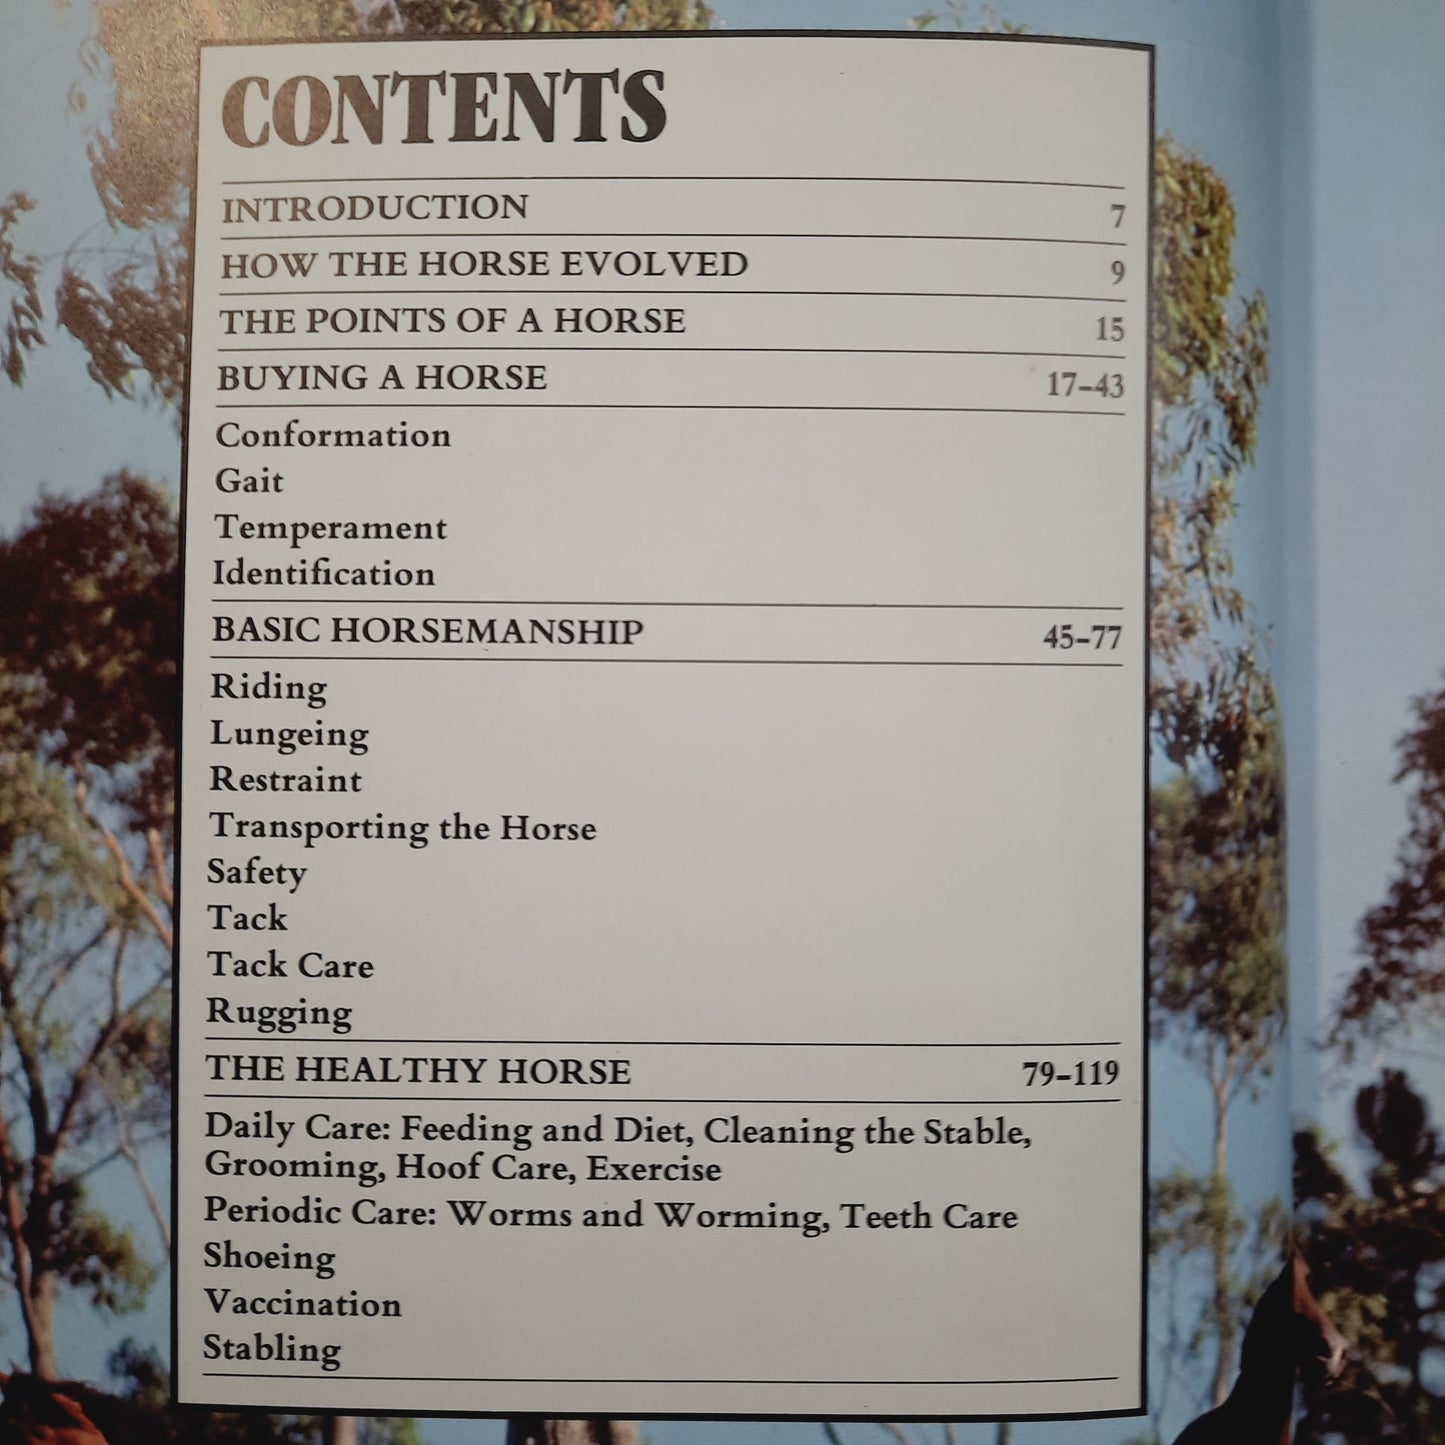 CONTENTS
INTRODUCTION 7
HOW THE HORSE EVOLVED 9
THE POINTS OF A HORSE 15
BUYING A HORSE 17–43
Conformation
Gait
Temperament
Identification
BASIC HORSEMANSHIP 45–77
Riding
Lungeing
Restraint
Transporting the Horse
Safety
Tack
Tack Care
Rugging
THE HEALTHY HORSE 79–119
Daily Care: Feeding and Diet, Cleaning the Stable,
Grooming, Hoof Care, Exercise
Periodic Care: Worms and Worming, Teeth Care
Shoeing
Vaccination
Stabling